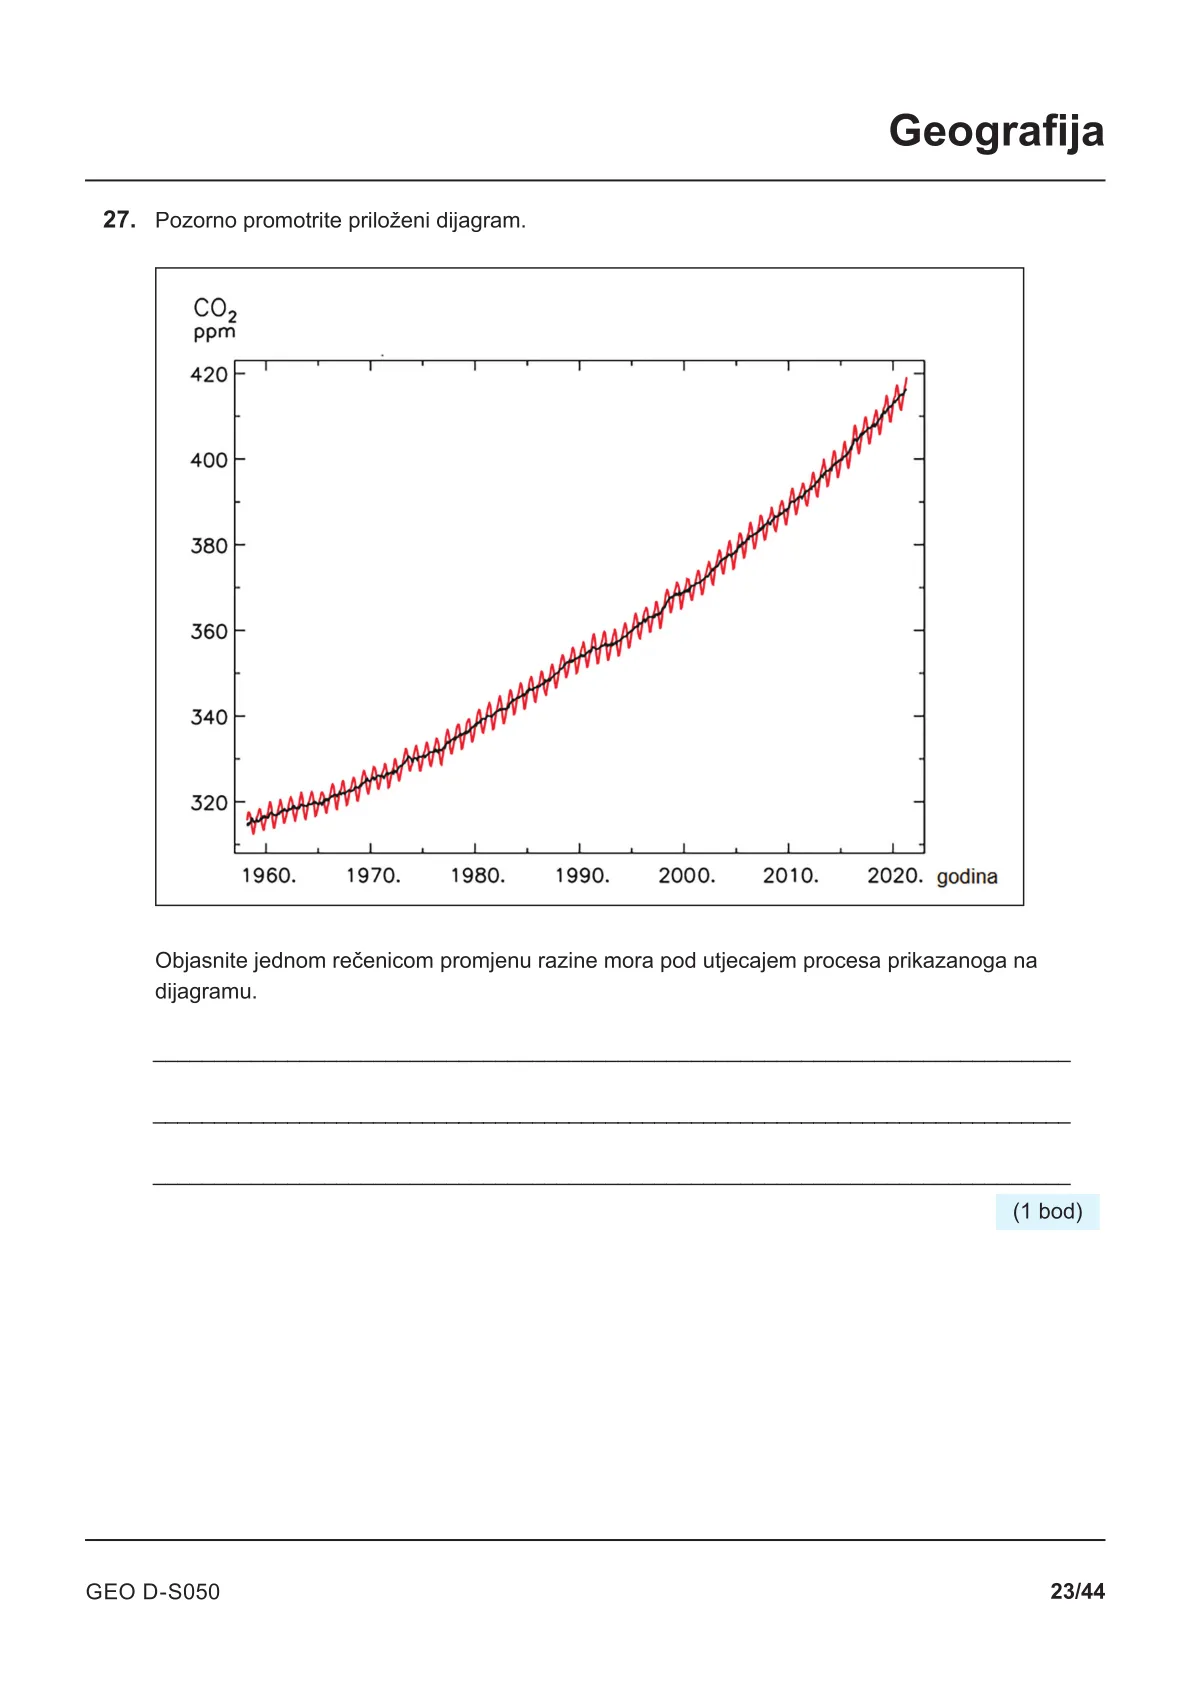 Geografija
27. Pozorno promotrite priloženi dijagram.
CO2
ppm
420
400
380
360
340
320
1960. 1970. 1980. 1990. 2000. 2010. 2020. godina
Objasnite jednom rečenicom promjenu razine mora pod utjecajem procesa prikazanoga na
dijagramu.
(1 bod)
GEO D-S050
23/44